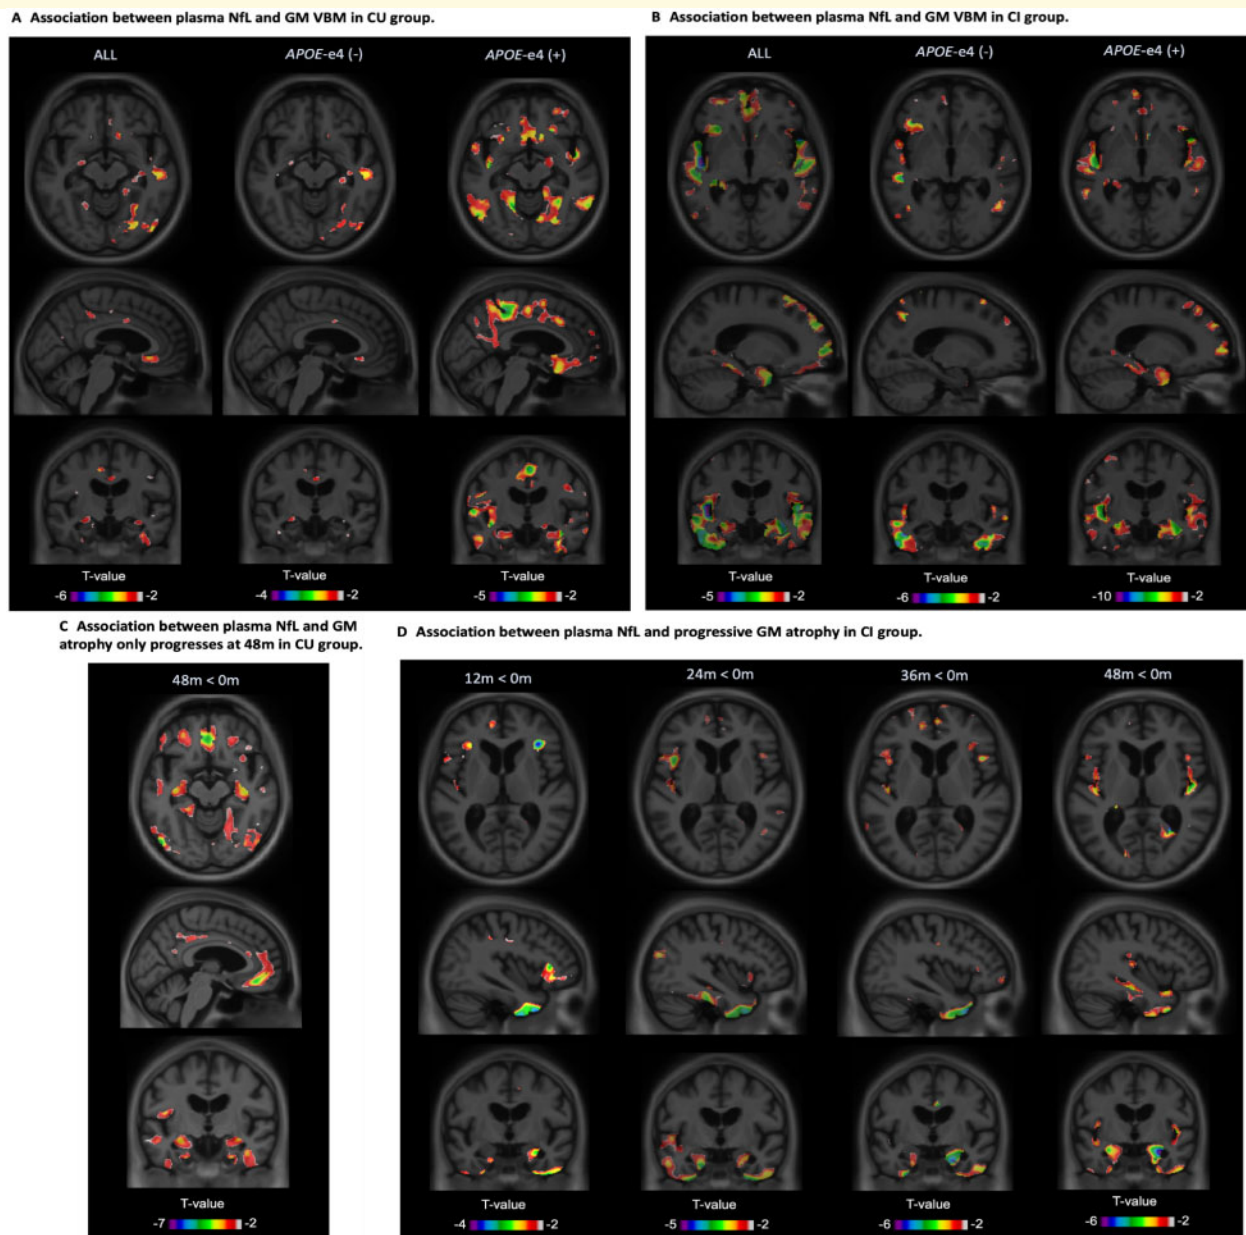 A Association between plasma NfL and GM VBM in CU group.
ALL APOE-e4 (-) APOE-e4 (+)
T-value T-value T-value
-6 -2 -4 -2 -5 -2
B Association between plasma NfL and GM VBM in CI group.
ALL APOE-e4 (-) APOE-e4 (+)
T-value T-value T-value
-5 -2 -6 -2 -10 -2
C Association between plasma NfL and GM
atrophy only progresses at 48m in CU group.
48m < 0m
T-value
-7 -2
D Association between plasma NfL and progressive GM atrophy in CI group.
12m < 0m 24m < 0m 36m < 0m 48m < 0m
T-value T-value T-value T-value
-4 -2 -5 -2 -6 -2 -6 -2